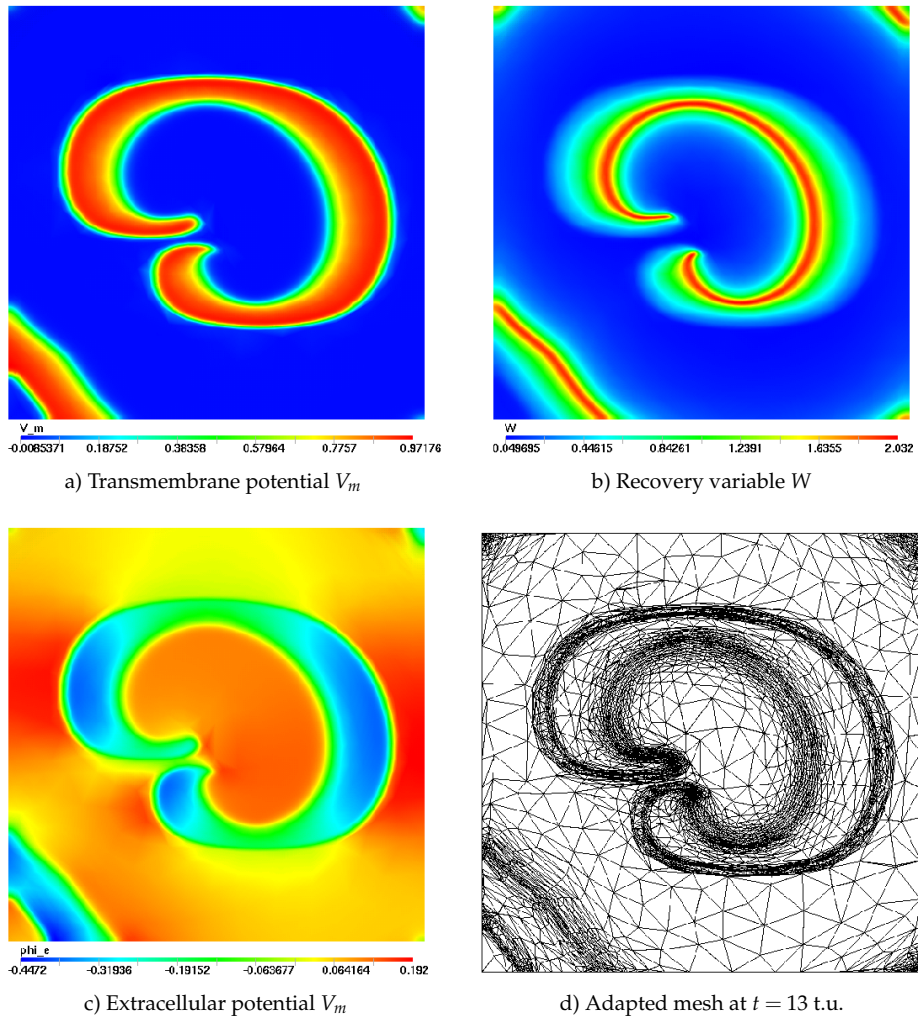 V_m
-0.0085371 0.18752 0.38358 0.57964 0.7757 0.97176
a) Transmembrane potential Vm
W
0.049695 0.44615 0.84261 1.2391 1.6355 2.032
b) Recovery variable W
phi_e
-0.4472 -0.31936 -0.19152 -0.063677 0.064164 0.192
c) Extracellular potential Vm
d) Adapted mesh at t = 13 t.u.